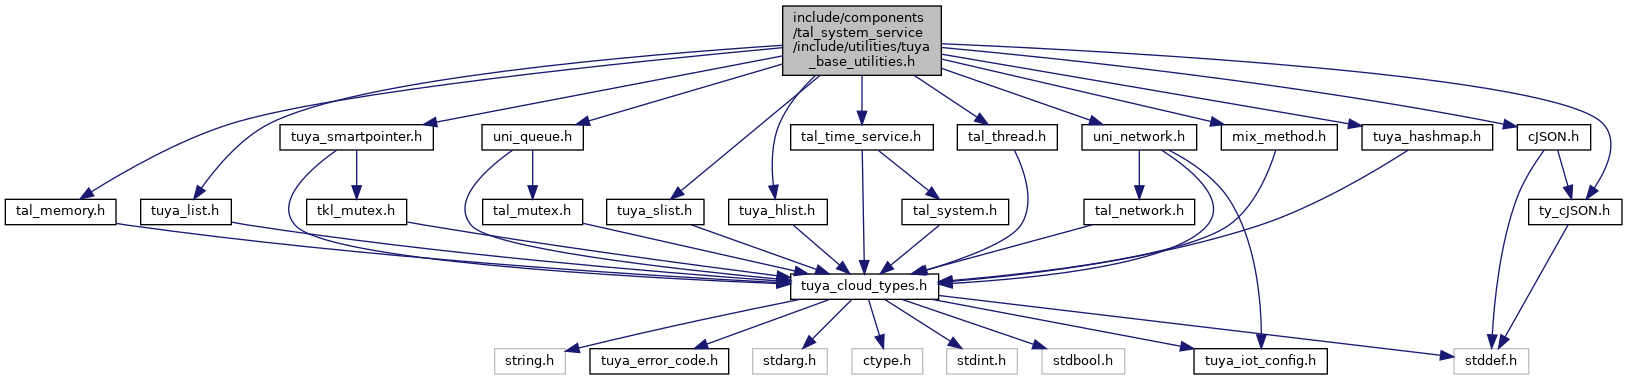 include/components
/tal_system_service
/include/utilities/tuya
_base_utilities.h
tuya_smartpointer.h
uni_queue.h
tal_time_service.h
tal_thread.h
uni_network.h
mix_method.h
tuya_hashmap.h
cJSON.h
tal_memory.h
tuya_list.h
tkl_mutex.h
tal_mutex.h
tuya_slist.h
tuya_hlist.h
tal_system.h
tal_network.h
ty_cJSON.h
tuya_cloud_types.h
string.h
tuya_error_code.h
stdarg.h
ctype.h
stdint.h
stdbool.h
tuya_iot_config.h
stddef.h